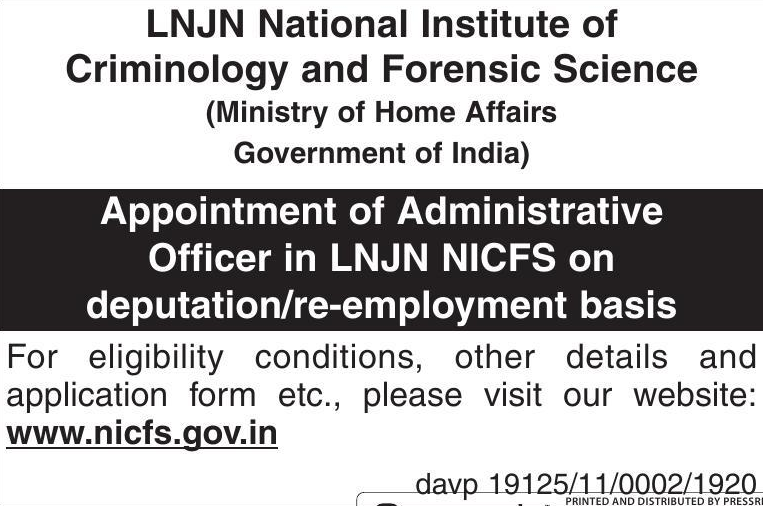 LNJN National Institute of
Criminology and Forensic Science
(Ministry of Home Affairs
Government of India)
Appointment of Administrative
Officer in LNJN NICFS on
deputation/re-employment basis
For eligibility conditions, other details and
application form etc., please visit our website:
www.nicfs.gov.in
davp 19125/11/0002/1920
PRINTED AND DISTRIBUTED BY